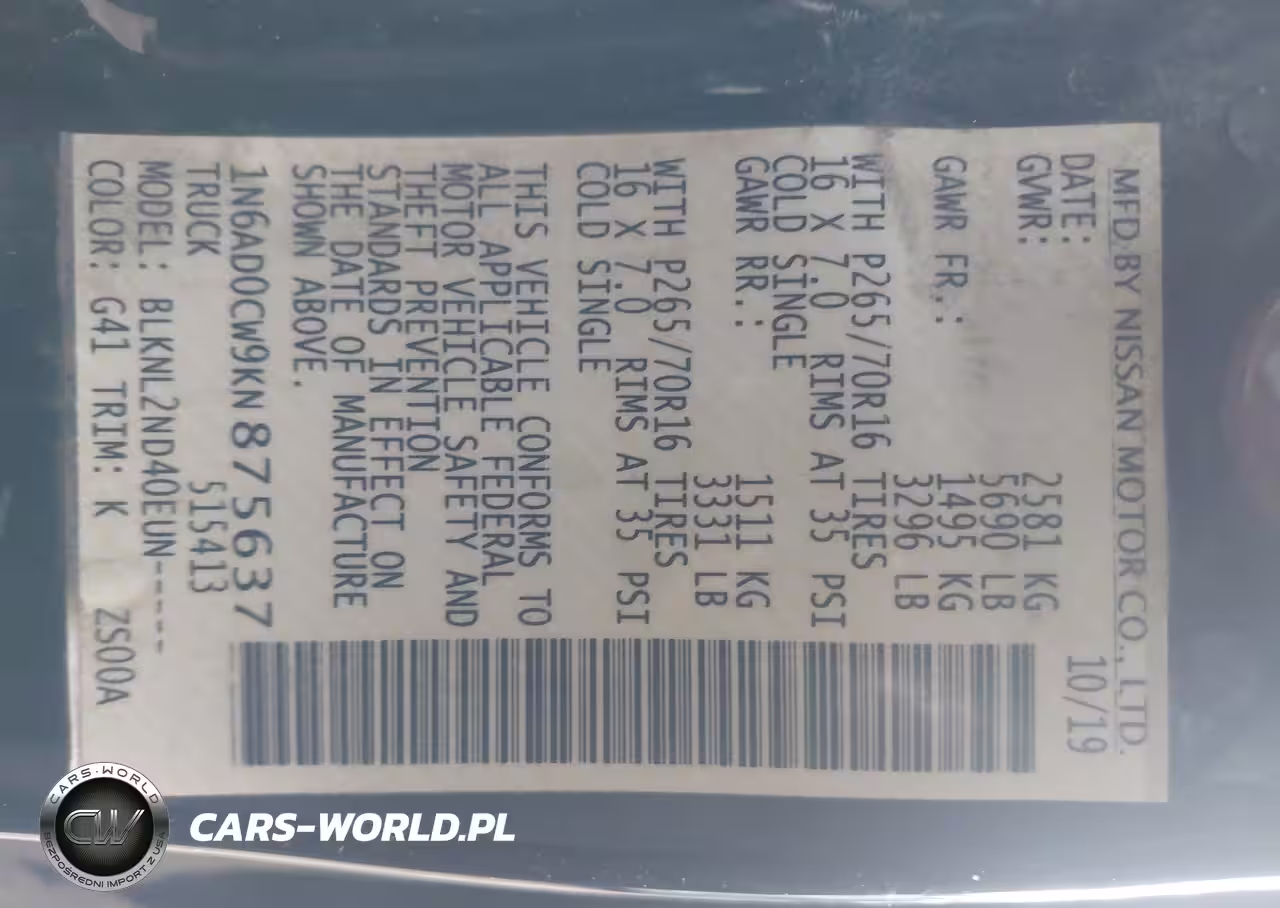 MFD BY NISSAN MOTOR CO., LTD.
DATE: 10/19
GVWR: 2581 KG
5690 LB
GAWR FR.: 1495 KG
3296 LB
WITH P265/70R16 TIRES
16 X 7.0 RIMS AT 35 PSI
COLD SINGLE
GAWR RR.: 1511 KG
3331 LB
WITH P265/70R16 TIRES
16 X 7.0 RIMS AT 35 PSI
COLD SINGLE
THIS VEHICLE CONFORMS TO
ALL APPLICABLE FEDERAL
MOTOR VEHICLE SAFETY AND
THEFT PREVENTION
STANDARDS IN EFFECT ON
THE DATE OF MANUFACTURE
SHOWN ABOVE.
1N6AD0CW9KN875637
TRUCK 515413
MODEL: BLKNL2ND40EUN-----
COLOR: G41 TRIM: K ZS00A
CARS-WORLD
CW
BEZPOŚREDNI IMPORT Z USA
CARS-WORLD.PL